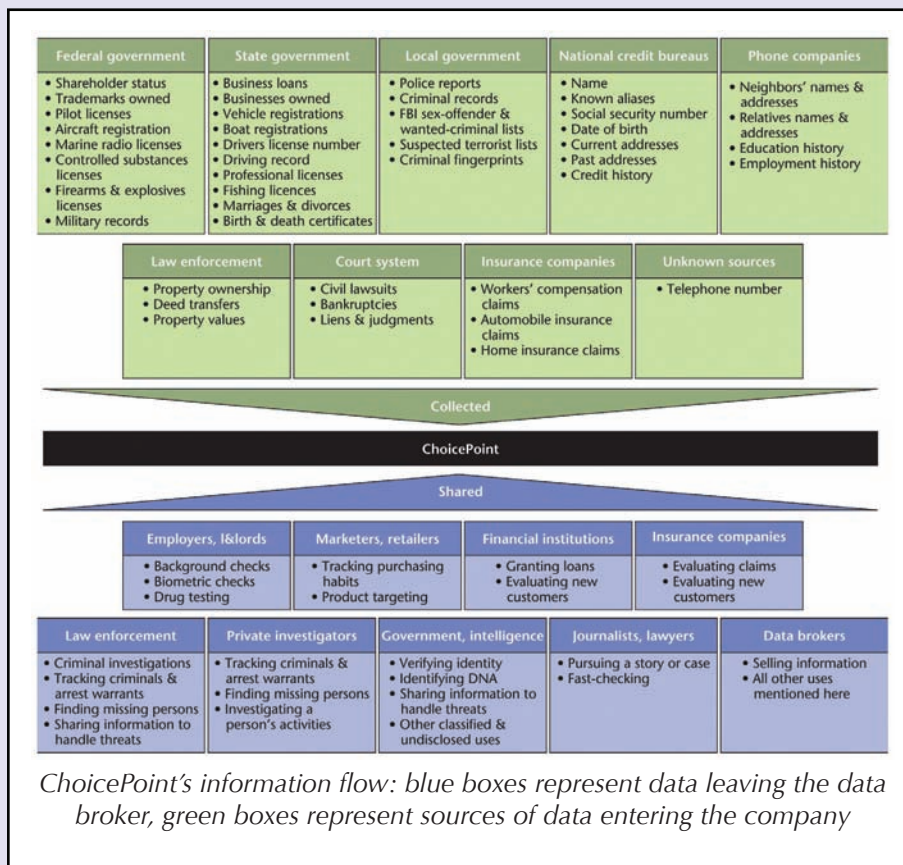 Federal government
• Shareholder status
• Trademarks owned
• Pilot licenses
• Aircraft registration
• Marine radio licenses
• Controlled substances
licenses
• Firearms & explosives
licenses
• Military records
State government
• Business loans
• Businesses owned
• Vehicle registrations
• Boat registrations
• Drivers license number
• Driving record
• Professional licenses
• Fishing licences
• Marriages & divorces
• Birth & death certificates
Local government
• Police reports
• Criminal records
• FBI sex-offender &
wanted-criminal lists
• Suspected terrorist lists
• Criminal fingerprints
National credit bureaus
• Name
• Known aliases
• Social security number
• Date of birth
• Current addresses
• Past addresses
• Credit history
Phone companies
• Neighbors’ names &
addresses
• Relatives names &
addresses
• Education history
• Employment history
Law enforcement
• Property ownership
• Deed transfers
• Property values
Court system
• Civil lawsuits
• Bankruptcies
• Liens & judgments
Insurance companies
• Workers’ compensation
claims
• Automobile insurance
claims
• Home insurance claims
Unknown sources
• Telephone number
Collected
ChoicePoint
Shared
Employers, l&lords
• Background checks
• Biometric checks
• Drug testing
Marketers, retailers
• Tracking purchasing
habits
• Product targeting
Financial institutions
• Granting loans
• Evaluating new
customers
Insurance companies
• Evaluating claims
• Evaluating new
customers
Law enforcement
• Criminal investigations
• Tracking criminals &
arrest warrants
• Finding missing persons
• Sharing information to
handle threats
Private investigators
• Tracking criminals &
arrest warrants
• Finding missing persons
• Investigating a
person’s activities
Government, intelligence
• Verifying identity
• Identifying DNA
• Sharing information to
handle threats
• Other classified &
undisclosed uses
Journalists, lawyers
• Pursuing a story or case
• Fast-checking
Data brokers
• Selling information
• All other uses
mentioned here
ChoicePoint’s information flow: blue boxes represent data leaving the data
broker, green boxes represent sources of data entering the company